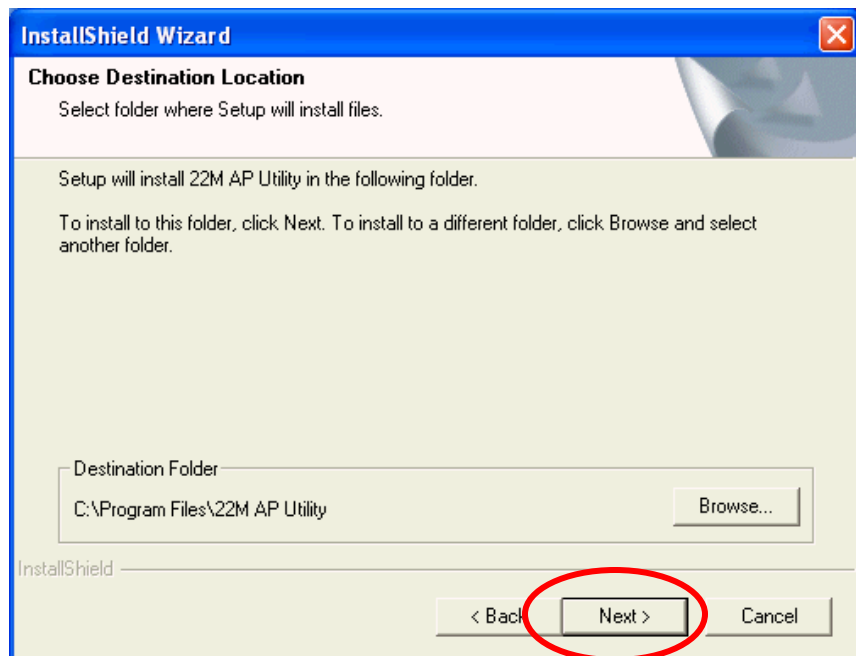 InstallShield Wizard
Choose Destination Location
Select folder where Setup will install files.
Setup will install 22M AP Utility in the following folder.
To install to this folder, click Next. To install to a different folder, click Browse and select
another folder.
Destination Folder
C:\Program Files\22M AP Utility
Browse...
InstallShield
< Back
Next >
Cancel